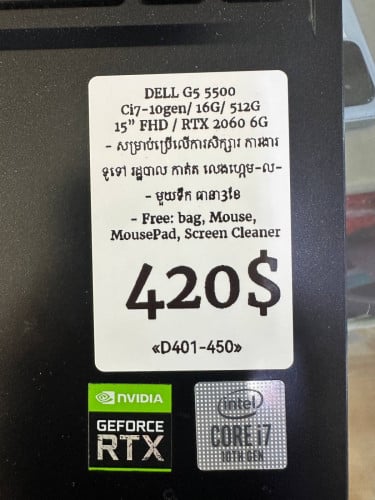 DELL G5 5500
Ci7-10gen/ 16G/ 512G
15” FHD / RTX 2060 6G
- សម្រាប់ប្រើលើការសិក្សា ការងារ
ទូទៅ រដ្ឋបាល កាត់ត លេងហ្គេម-ល-
- មួយទឹក ធានា3ខែ
- Free: bag, Mouse,
MousePad, Screen Cleaner
420$
«D401-450»
NVIDIA
GEFORCE
RTX
intel
CORE i7
10TH GEN